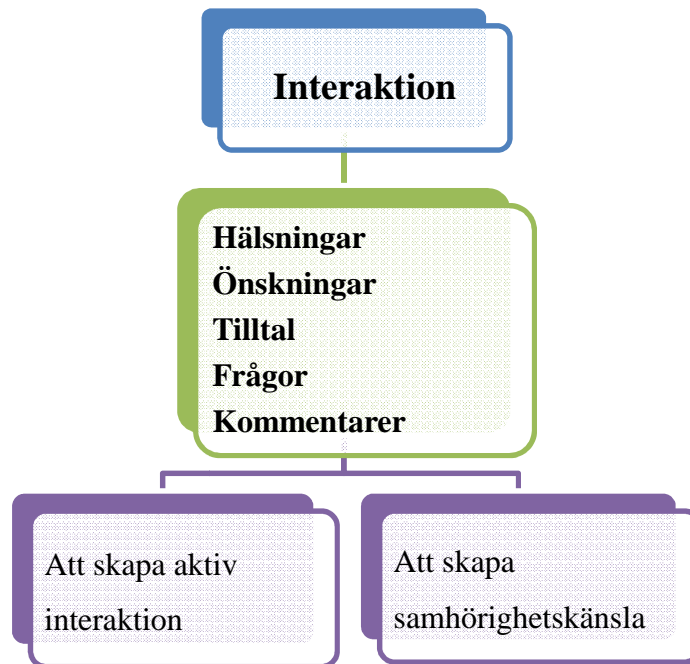 Interaktion
Hälsningar
Önskningar
Tilltal
Frågor
Kommentarer
Att skapa aktiv
interaktion
Att skapa
samhörighetskänsla